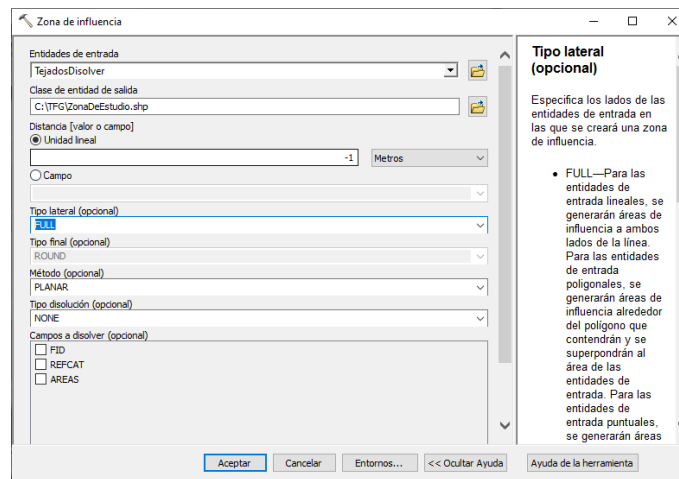 Zona de influencia
Entidades de entrada
TejadosDisolver
Clase de entidad de salida
C:\TFG\ZonaDeEstudio.shp
Distancia [valor o campo]
Unidad lineal
-1 Metros
Campo
Tipo lateral (opcional)
FULL
Tipo final (opcional)
ROUND
Método (opcional)
PLANAR
Tipo disolución (opcional)
NONE
Campos a disolver (opcional)
FID
REFCAT
AREAS
Aceptar Cancelar Entornos... << Ocultar Ayuda Ayuda de la herramienta
Tipo lateral
(opcional)
Especifica los lados de las
entidades de entrada en
las que se creará una zona
de influencia.
• FULL—Para las
entidades de
entrada lineales, se
generarán áreas de
influencia a ambos
lados de la línea.
Para las entidades
de entrada
poligonales, se
generarán áreas de
influencia alrededor
del polígono que
contendrán y se
superpondrán al
área de las
entidades de
entrada. Para las
entidades de
entrada puntuales,
se generarán áreas